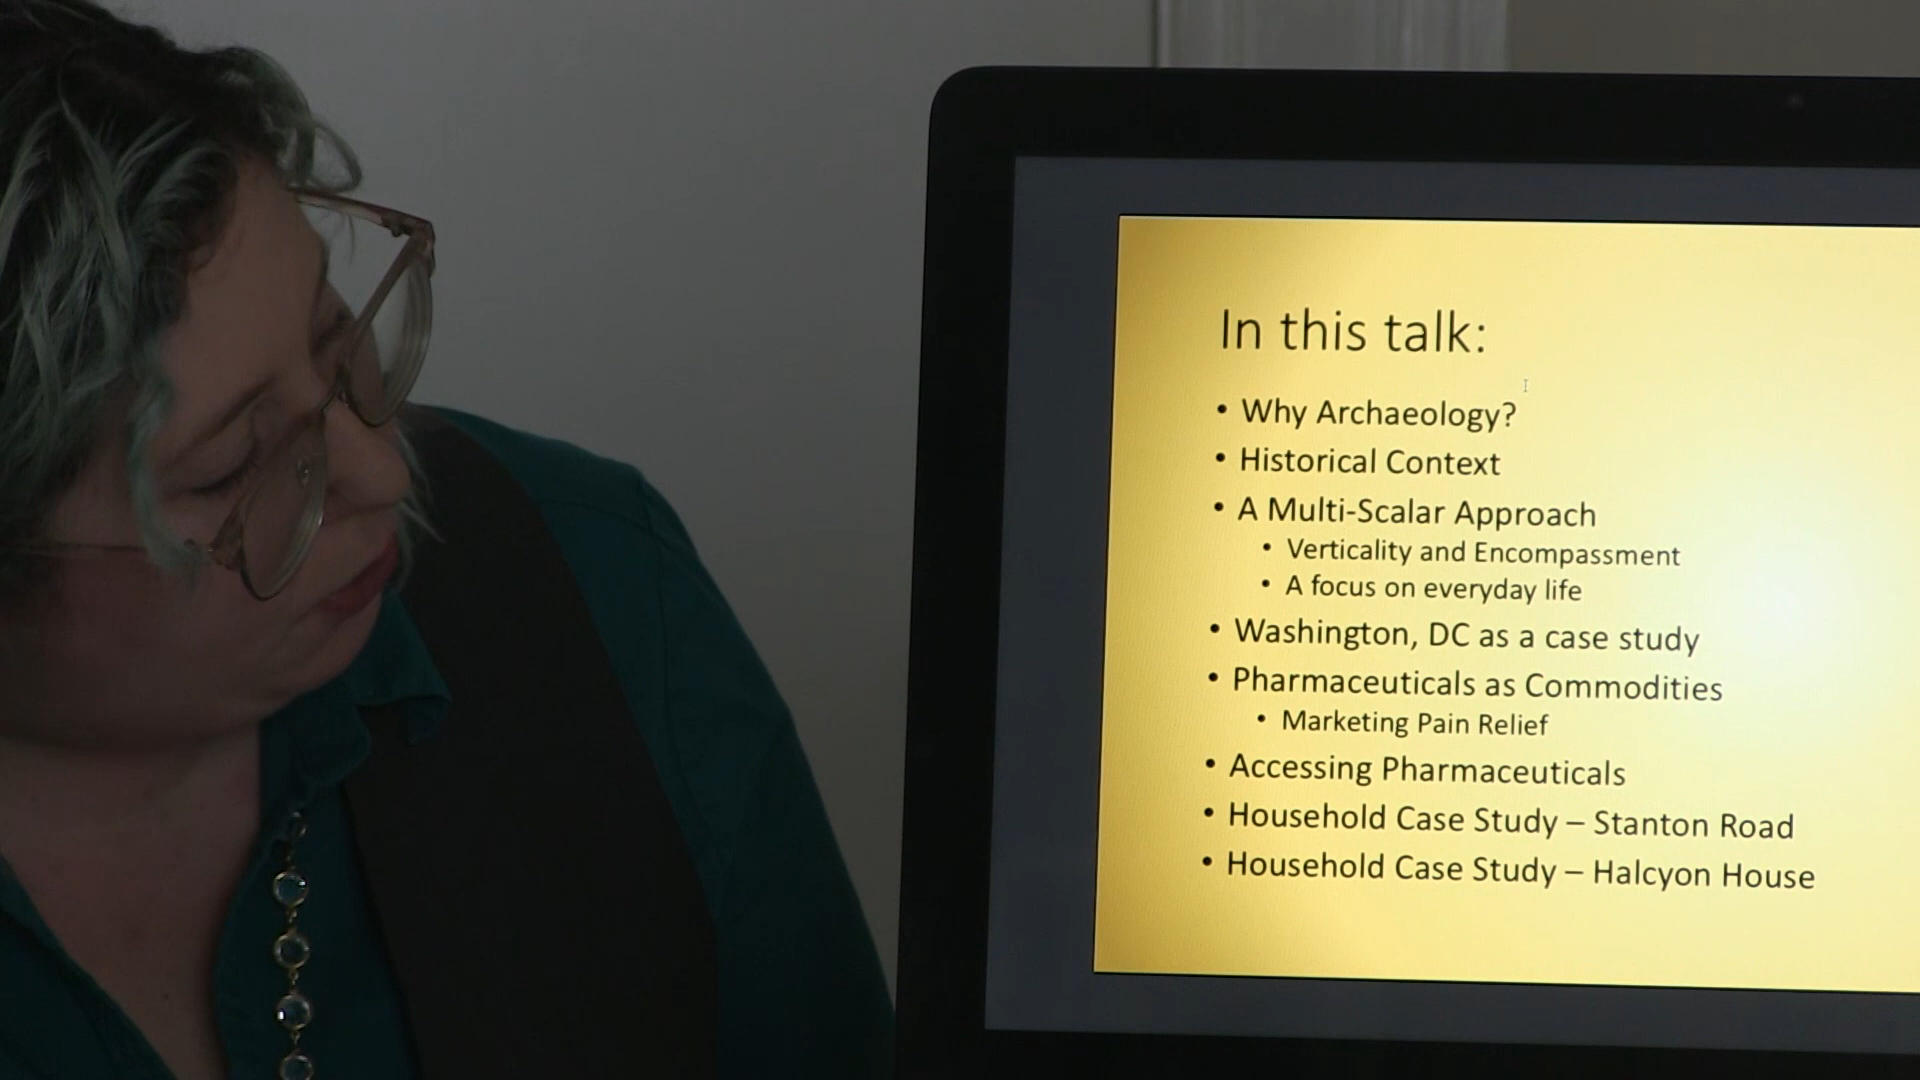 In this talk:
• Why Archaeology?
• Historical Context
• A Multi-Scalar Approach
• Verticality and Encompassment
• A focus on everyday life
• Washington, DC as a case study
• Pharmaceuticals as Commodities
• Marketing Pain Relief
• Accessing Pharmaceuticals
• Household Case Study – Stanton Road
• Household Case Study – Halcyon House